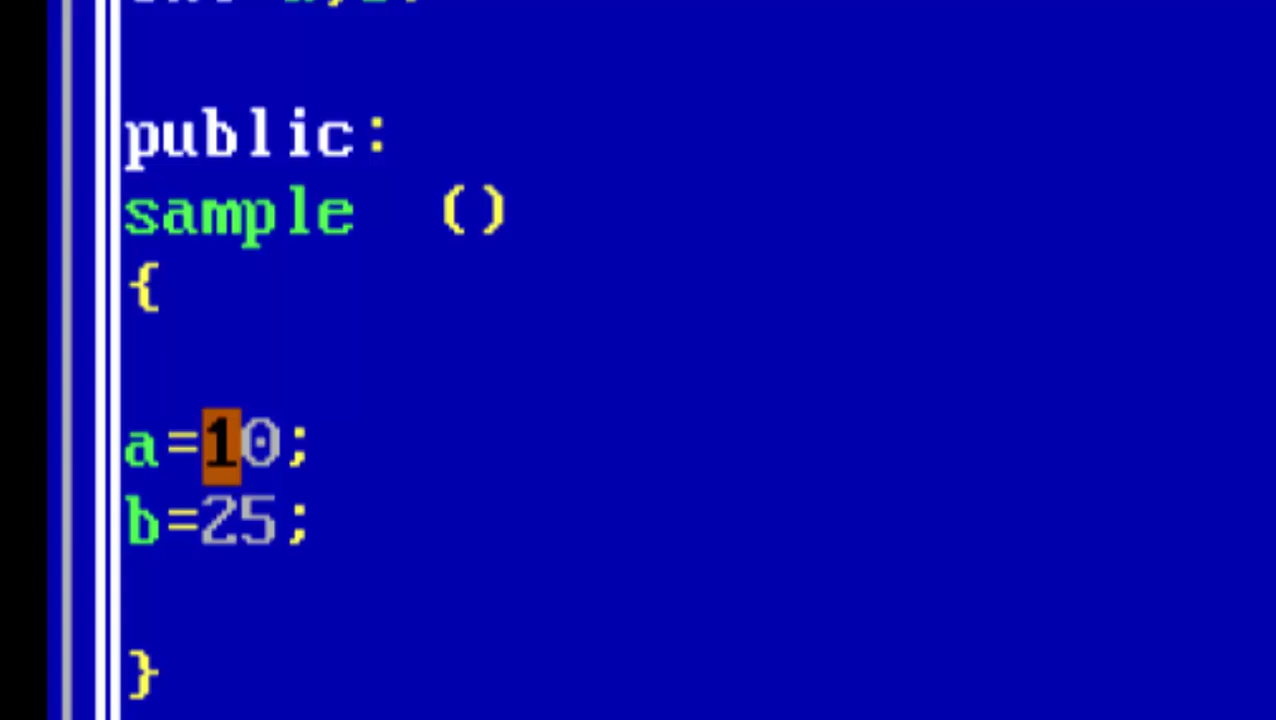 public:
sample ()
{
a=10;
b=25;
}